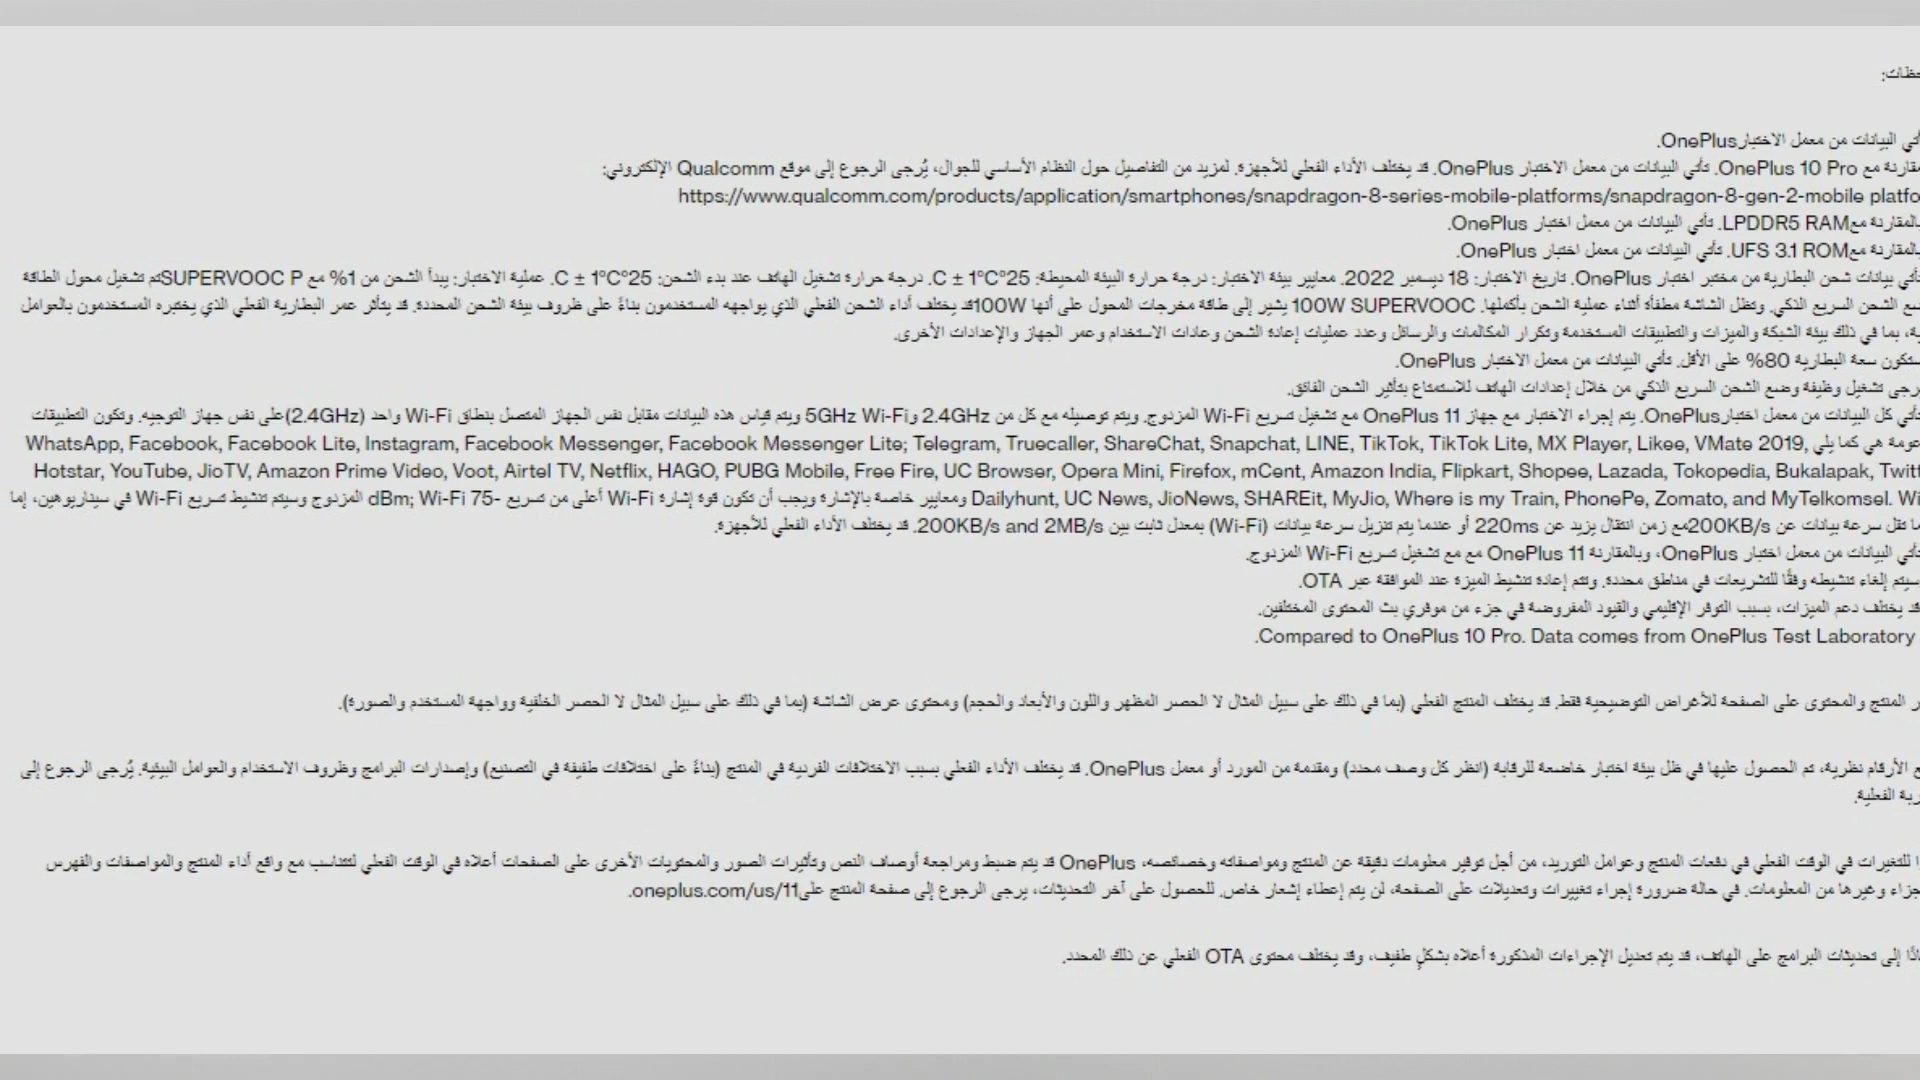 تأتي البيانات من معمل الاختبارOnePlus.
مقارنة مع OnePlus 10 Pro. تأتي البيانات من معمل الاختبار OnePlus. قد يختلف الأداء الفعلي للأجهزة. لمزيد من التفاصيل حول النظام الأساسي للجوال، يُرجى الرجوع إلى موقع Qualcomm الإلكتروني:
https://www.qualcomm.com/products/application/smartphones/snapdragon-8-series-mobile-platforms/snapdragon-8-gen-2-mobile
بالمقارنة معLPDDR5 RAM. تأتي البيانات من معمل اختبار OnePlus.
بالمقارنة معUFS 3.1 ROM. تأتي البيانات من معمل اختبار OnePlus.
تأتي بيانات شحن البطارية من مختبر اختبار OnePlus. تاريخ الاختبار: 18 ديسمبر 2022. معايير بيئة الاختبار: درجة حرارة البيئة المحيطة: 25°C ± 1°C. درجة حرارة تشغيل الهاتف عند بدء الشحن: 25°C ± 1°C. عملية الاختبار: يبدأ الشحن من 1% مع SUPERVOOC Pتم تشغيل محول الطاقة
الشحن السريع الذكي. وتظل الشاشة مطفأة أثناء عملية الشحن بأكملها. 100W SUPERVOOC يشير إلى طاقة مخرجات المحول على أنها 100Wقد يختلف أداء الشحن الفعلي الذي يواجهه المستخدمون بناءً على ظروف بيئة الشحن المحددة. قد يتأثر عمر البطارية الفعلي الذي يختبره المستخدمون بالعوامل
بما في ذلك بيئة الشبكة والميزات والتطبيقات المستخدمة وتكرار المكالمات والرسائل وعدد عمليات إعادة الشحن وعادات الاستخدام وعمر الجهاز والإعدادات الأخرى.
ستكون سعة البطارية 80% على الأقل. تأتي البيانات من معمل الاختبار OnePlus.
يرجى تشغيل وظيفة وضع الشحن السريع الذكي من خلال إعدادات الهاتف للاستمتاع بتأثير الشحن الفائق.
تأتي كل البيانات من معمل اختبارOnePlus. يتم إجراء الاختبار مع جهاز OnePlus 11 مع تشغيل تسريع Wi-Fi المزدوج. ويتم توصيله مع كل من 2.4GHz و5GHz Wi-Fi ويتم قياس هذه البيانات مقابل نفس الجهاز المتصل بنطاق Wi-Fi واحد (2.4GHz)على نفس جهاز التوجيه. وتكون التطبيقات
هي كما يلي WhatsApp, Facebook, Facebook Lite, Instagram, Facebook Messenger, Facebook Messenger Lite; Telegram, Truecaller, ShareChat, Snapchat, LINE, TikTok, TikTok Lite, MX Player, Likee, VMate 2019,
Hotstar, YouTube, JioTV, Amazon Prime Video, Voot, Airtel TV, Netflix, HAGO, PUBG Mobile, Free Fire, UC Browser, Opera Mini, Firefox, mCent, Amazon India, Flipkart, Shopee, Lazada, Tokopedia, Bukalapak,
Dailyhunt, UC News, JioNews, SHAREit, MyJio, Where is my Train, PhonePe, Zomato, and MyTelkomsel. ومعايير خاصة بالإشارة ويجب أن تكون قوة إشارة Wi-Fi أعلى من تسريع -75 dBm; Wi-Fi المزدوج وسيتم تنشيط تسريع Wi-Fi في سيناريوهين، إما
تقل سرعة بيانات عن 200KB/sمع زمن انتقال يزيد عن 220ms أو عندما يتم تنزيل سرعة بيانات (Wi-Fi) بمعدل ثابت بين 200KB/s and 2MB/s. قد يختلف الأداء الفعلي للأجهزة.
تأتي البيانات من معمل اختبار OnePlus، وبالمقارنة OnePlus 11 مع مع تشغيل تسريع Wi-Fi المزدوج.
سيتم إلغاء تنشيطه وفقًا للتشريعات في مناطق محددة. وتتم إعادة تنشيط الميزة عند الموافقة عبر OTA.
قد يختلف دعم الميزات، بسبب التوفر الإقليمي والقيود المفروضة في جزء من موفري بث المحتوى المختلفين.
Compared to OnePlus 10 Pro. Data comes from OnePlus Test Laboratory.
المنتج والمحتوى على الصفحة للأغراض التوضيحية فقط. قد يختلف المنتج الفعلي (بما في ذلك على سبيل المثال لا الحصر المظهر واللون والأبعاد والحجم) ومحتوى عرض الشاشة (بما في ذلك على سبيل المثال لا الحصر الخلفية وواجهة المستخدم والصورة).
الأرقام نظرية، تم الحصول عليها في ظل بيئة اختبار خاضعة للرقابة (انظر كل وصف محدد) ومقدمة من المورد أو معمل OnePlus. قد يختلف الأداء الفعلي بسبب الاختلافات الفردية في المنتج (بناءً على اختلافات طفيفة في التصنيع) وإصدارات البرامج وظروف الاستخدام والعوامل البيئية. يُرجى الرجوع إلى
الفعلية.
للتغيرات في الوقت الفعلي في دفعات المنتج وعوامل التوريد، من أجل توفير معلومات دقيقة عن المنتج ومواصفاته وخصائصه، OnePlus قد يتم ضبط ومراجعة أوصاف النص وتأثيرات الصور والمحتويات الأخرى على الصفحات أعلاه في الوقت الفعلي لتتناسب مع واقع أداء المنتج والمواصفات والفهرس
وغيرها من المعلومات. في حالة ضرورة إجراء تغييرات وتعديلات على الصفحة، لن يتم إعطاء إشعار خاص. للحصول على آخر التحديثات، يرجى الرجوع إلى صفحة المنتج علىoneplus.com/us/11.
إلى تحديثات البرامج على الهاتف، قد يتم تعديل الإجراءات المذكورة أعلاه بشكلٍ طفيف، وقد يختلف محتوى OTA الفعلي عن ذلك المحدد.